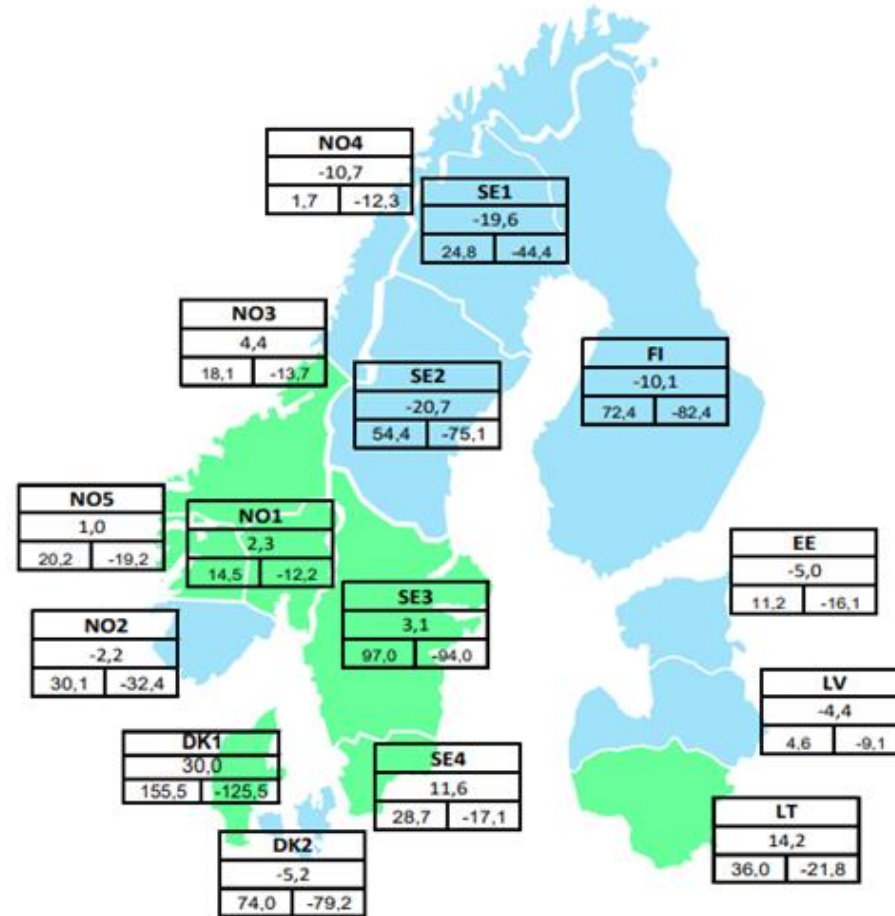 NO4
-10,7
1,7 -12,3
SE1
-19,6
24,8 -44,4
NO3
4,4
18,1 -13,7
SE2
-20,7
54,4 -75,1
FI
-10,1
72,4 -82,4
NO5
1,0
20,2 -19,2
NO1
2,3
14,5 -12,2
EE
-5,0
11,2 -16,1
SE3
3,1
97,0 -94,0
NO2
-2,2
30,1 -32,4
LV
-4,4
4,6 -9,1
DK1
30,0
155,5 -125,5
SE4
11,6
28,7 -17,1
LT
14,2
36,0 -21,8
DK2
-5,2
74,0 -79,2